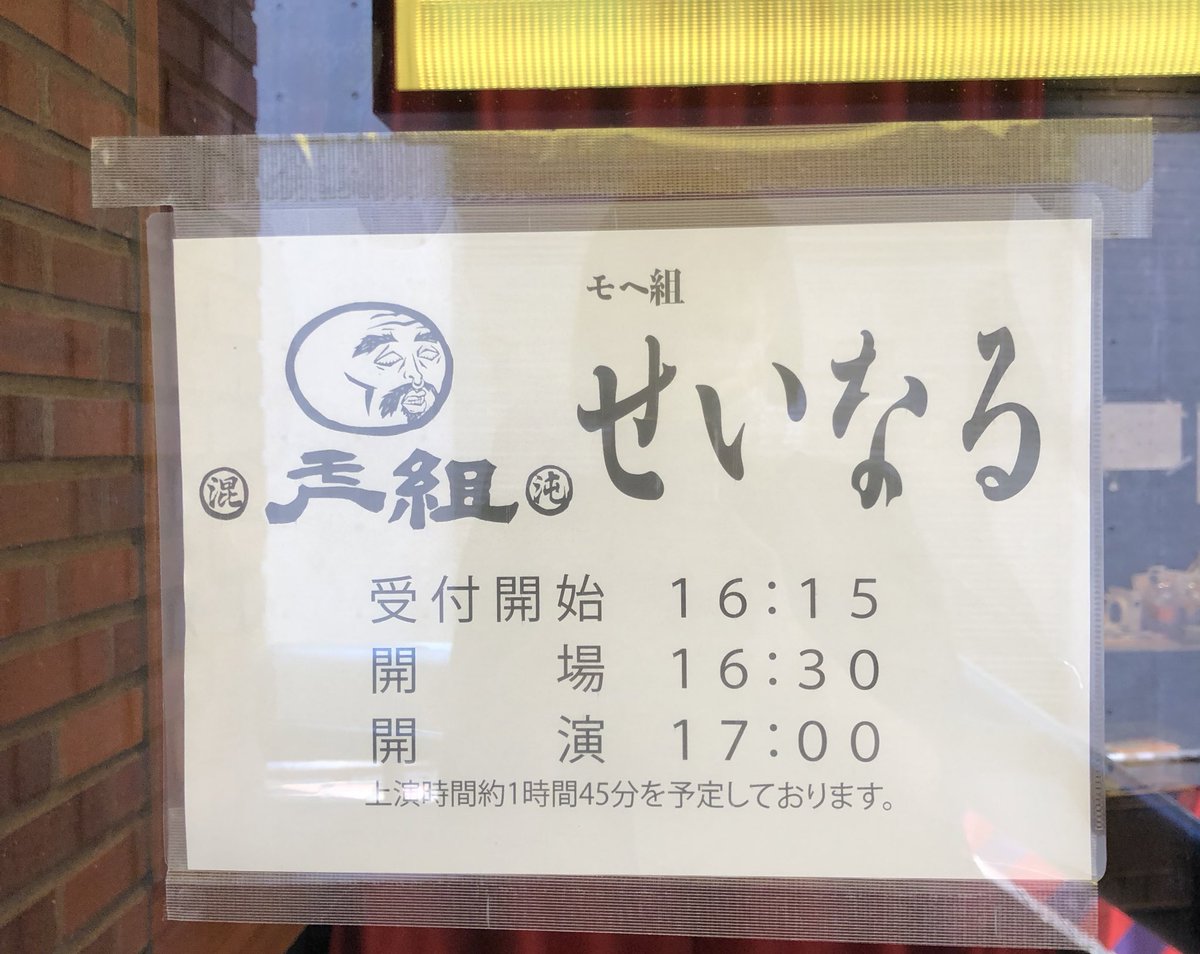 モヘ組
せいなる
混 モヘ組 沌
受付開始 16:15
開場 16:30
開演 17:00
上演時間約1時間45分を予定しております。